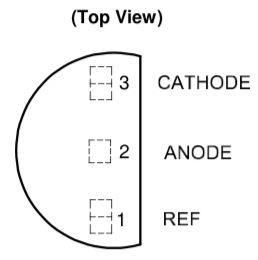 (Top View)
3 CATHODE
2 ANODE
1 REF